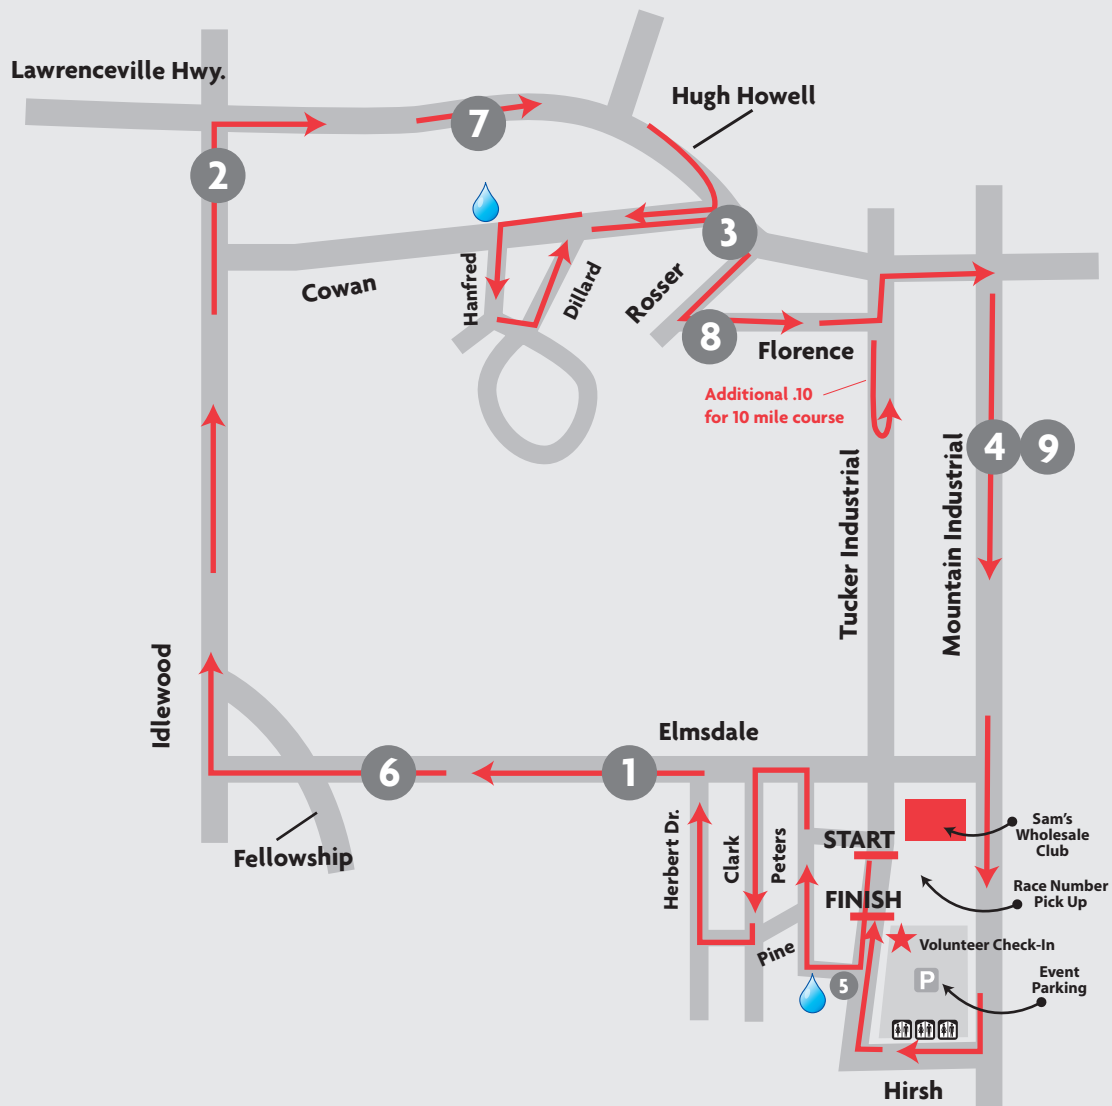 Lawrenceville Hwy.
Hugh Howell
7
2
3
Cowan
Hanfred
Dillard
Rosser
8
Florence
Additional .10
for 10 mile course
4
9
Tucker Industrial
Mountain Industrial
Idlewood
Elmsdale
6
1
Fellowship
Herbert Dr.
Clark
Peters
START
Sam's
Wholesale
Club
Race Number
Pick Up
FINISH
Volunteer Check-In
Pine
5
P
Event
Parking
Hirsh